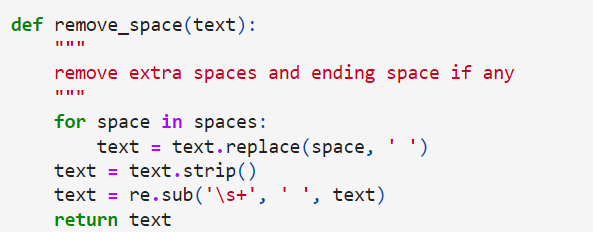 def remove_space(text):
    """
    remove extra spaces and ending space if any
    """
    for space in spaces:
        text = text.replace(space, ' ')
    text = text.strip()
    text = re.sub('\s+', ' ', text)
    return text